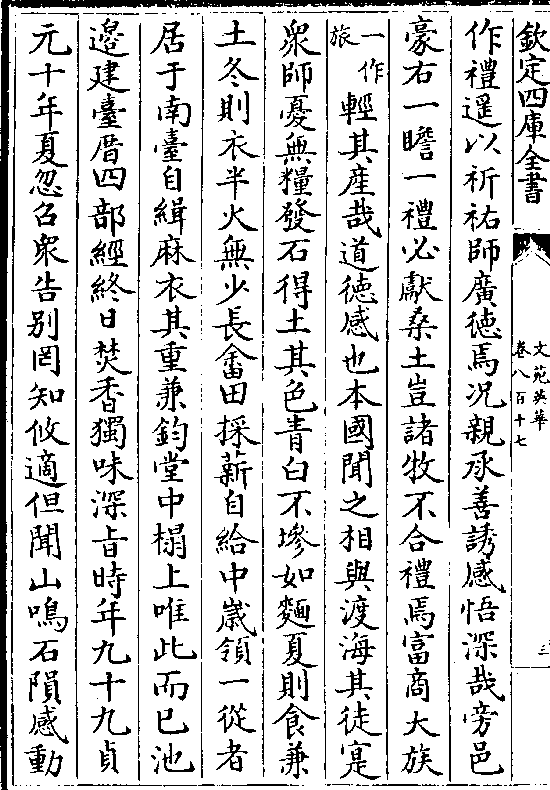 欽定四庫全書
文苑英華
卷八百十七
三
作禮遥以祈祐師廣徳焉况親承善誘感悟深哉旁邑
豪右一瞻一禮必獻桑土豈諸牧不合禮焉富商大族
一作旅輕其産哉道徳感也本國聞之相與渡海其徒寔
衆師憂無糧發石得土其色青白不墋如麵夏則食兼
土冬則衣半火無少長畬田採薪自給中嵗領一從者
居于南臺自緝麻衣其重兼鈞堂中榻上唯此而已池
邉建臺厝四部經終日焚香獨味深㫖時年九十九貞
元十年夏忽召衆告别罔知攸適但聞山鳴石隕感動